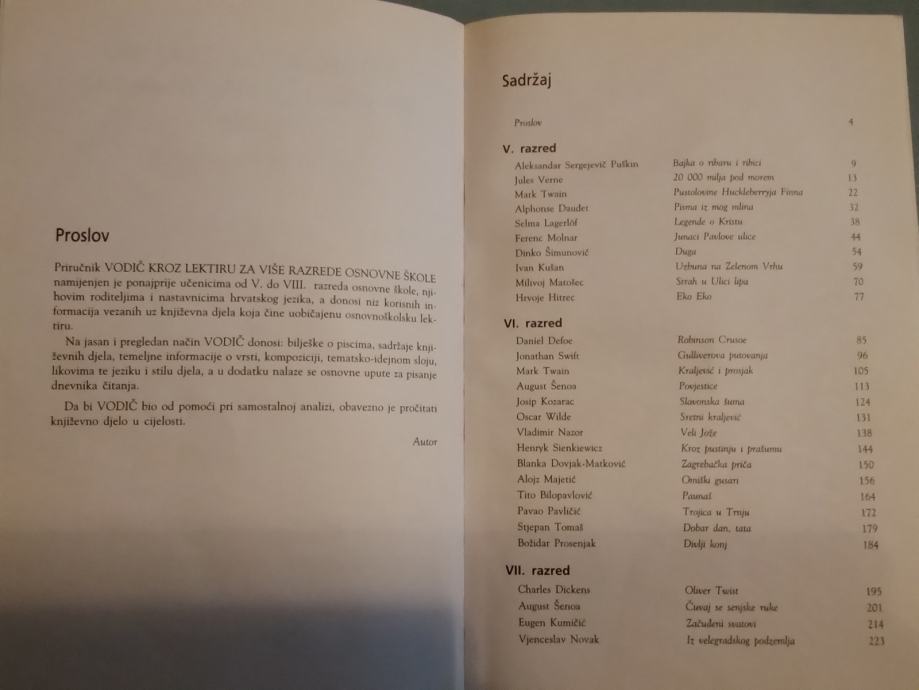 Proslov
Priručnik VODIČ KROZ LEKTIRU ZA VIŠE RAZREDE OSNOVNE ŠKOLE
namijenjen je ponajprije učenicima od V. do VIII. razreda osnovne škole, nji-
hovim roditeljima i nastavnicima hrvatskog jezika, a donosi niz korisnih in-
formacija vezanih uz književna djela koja čine uobičajenu osnovnoškolsku lek-
tiru.
Na jasan i pregledan način VODIČ donosi: bilješke o piscima, sadržaje knji-
ževnih djela, temeljne informacije o vrsti, kompoziciji, tematsko-idejnom sloju,
likovima te jeziku i stilu djela, a u dodatku nalaze se osnovne upute za pisanje
dnevnika čitanja.
Da bi VODIČ bio od pomoći pri samostalnoj analizi, obavezno je pročitati
književno djelo u cijelosti.
Autor
Sadržaj
Proslov 4
V. razred
Aleksandar Sergejevič Puškin Bajka o ribaru i ribici 9
Jules Verne 20 000 milja pod morem 13
Mark Twain Pustolovine Huckleberryja Finna 22
Alphonse Daudet Pisma iz mog mlina 32
Selma Lagerlöf Legende o Kristu 38
Ferenc Molnar Junaci Pavlove ulice 44
Dinko Šimunović Duga 54
Ivan Kušan Uzbuna na Zelenom Vrhu 59
Milivoj Matošec Strah u Ulici lipa 70
Hrvoje Hitrec Eko Eko 77
VI. razred
Daniel Defoe Robinson Crusoe 85
Jonathan Swift Gulliverova putovanja 96
Mark Twain Kraljević i prosjak 105
August Šenoa Povjestice 113
Josip Kozarac Slavonska šuma 124
Oscar Wilde Sretni kraljević 131
Vladimir Nazor Veli Jože 138
Henryk Sienkiewicz Kroz pustinju i prašumu 144
Blanka Dovjak-Matković Zagrebačka priča 150
Alojz Majetić Omiški gusari 156
Tito Bilopavlović Paunaš 164
Pavao Pavličić Trojica u Trnju 172
Stjepan Tomaš Dobar dan, tata 179
Božidar Prosenjak Divlji konj 184
VII. razred
Charles Dickens Oliver Twist 195
August Šenoa Čuvaj se senjske ruke 201
Eugen Kumičić Začuđeni svatovi 214
Vjenceslav Novak Iz velegradskog podzemlja 223